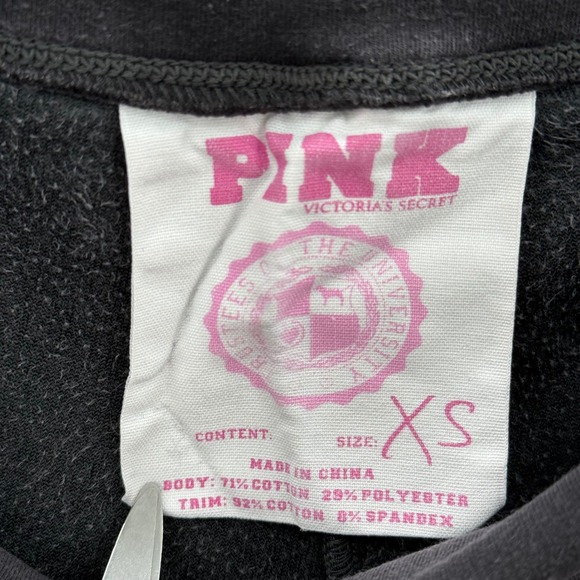 PINK
VICTORIA'S SECRET
TRUSTEES OF THE UNIVERSITY
CONTENT: SIZE: XS
MADE IN CHINA
BODY: 71% COTTON 29% POLYESTER
TRIM: 92% COTTON 8% SPANDEX